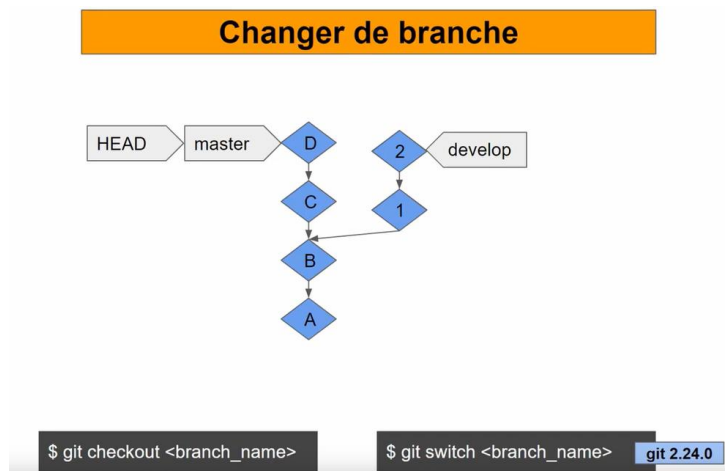 Changer de branche
HEAD
master
D
2
develop
C
1
B
A
$ git checkout <branch_name>
$ git switch <branch_name>
git 2.24.0